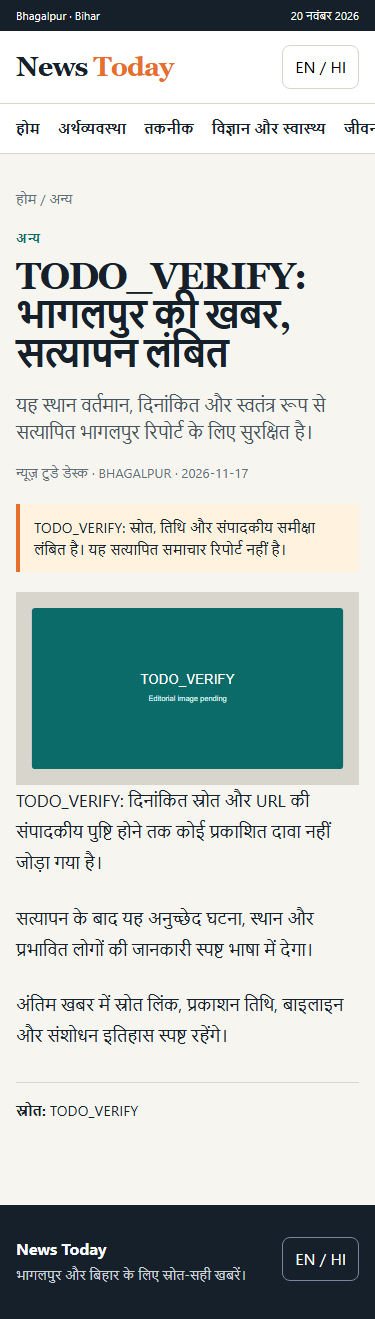 Bhagalpur · Bihar
20 नवंबर 2026
News Today
EN / HI
होम अर्थव्यवस्था तकनीक विज्ञान और स्वास्थ्य जीवन
होम / अन्य
अन्य
TODO_VERIFY:
भागलपुर की खबर,
सत्यापन लंबित
यह स्थान वर्तमान, दिनांकित और स्वतंत्र रूप से
सत्यापित भागलपुर रिपोर्ट के लिए सुरक्षित है।
न्यूज़ टुडे डेस्क · BHAGALPUR · 2026-11-17
TODO_VERIFY: स्रोत, तिथि और संपादकीय समीक्षा
लंबित है। यह सत्यापित समाचार रिपोर्ट नहीं है।
TODO_VERIFY
Editorial image pending
TODO_VERIFY: दिनांकित स्रोत और URL की
संपादकीय पुष्टि होने तक कोई प्रकाशित दावा नहीं
जोड़ा गया है।
सत्यापन के बाद यह अनुच्छेद घटना, स्थान और
प्रभावित लोगों की जानकारी स्पष्ट भाषा में देगा।
अंतिम खबर में स्रोत लिंक, प्रकाशन तिथि, बाइलाइन
और संशोधन इतिहास स्पष्ट रहेंगे।
स्रोत: TODO_VERIFY
News Today
भागलपुर और बिहार के लिए स्रोत-सही खबरें।
EN / HI